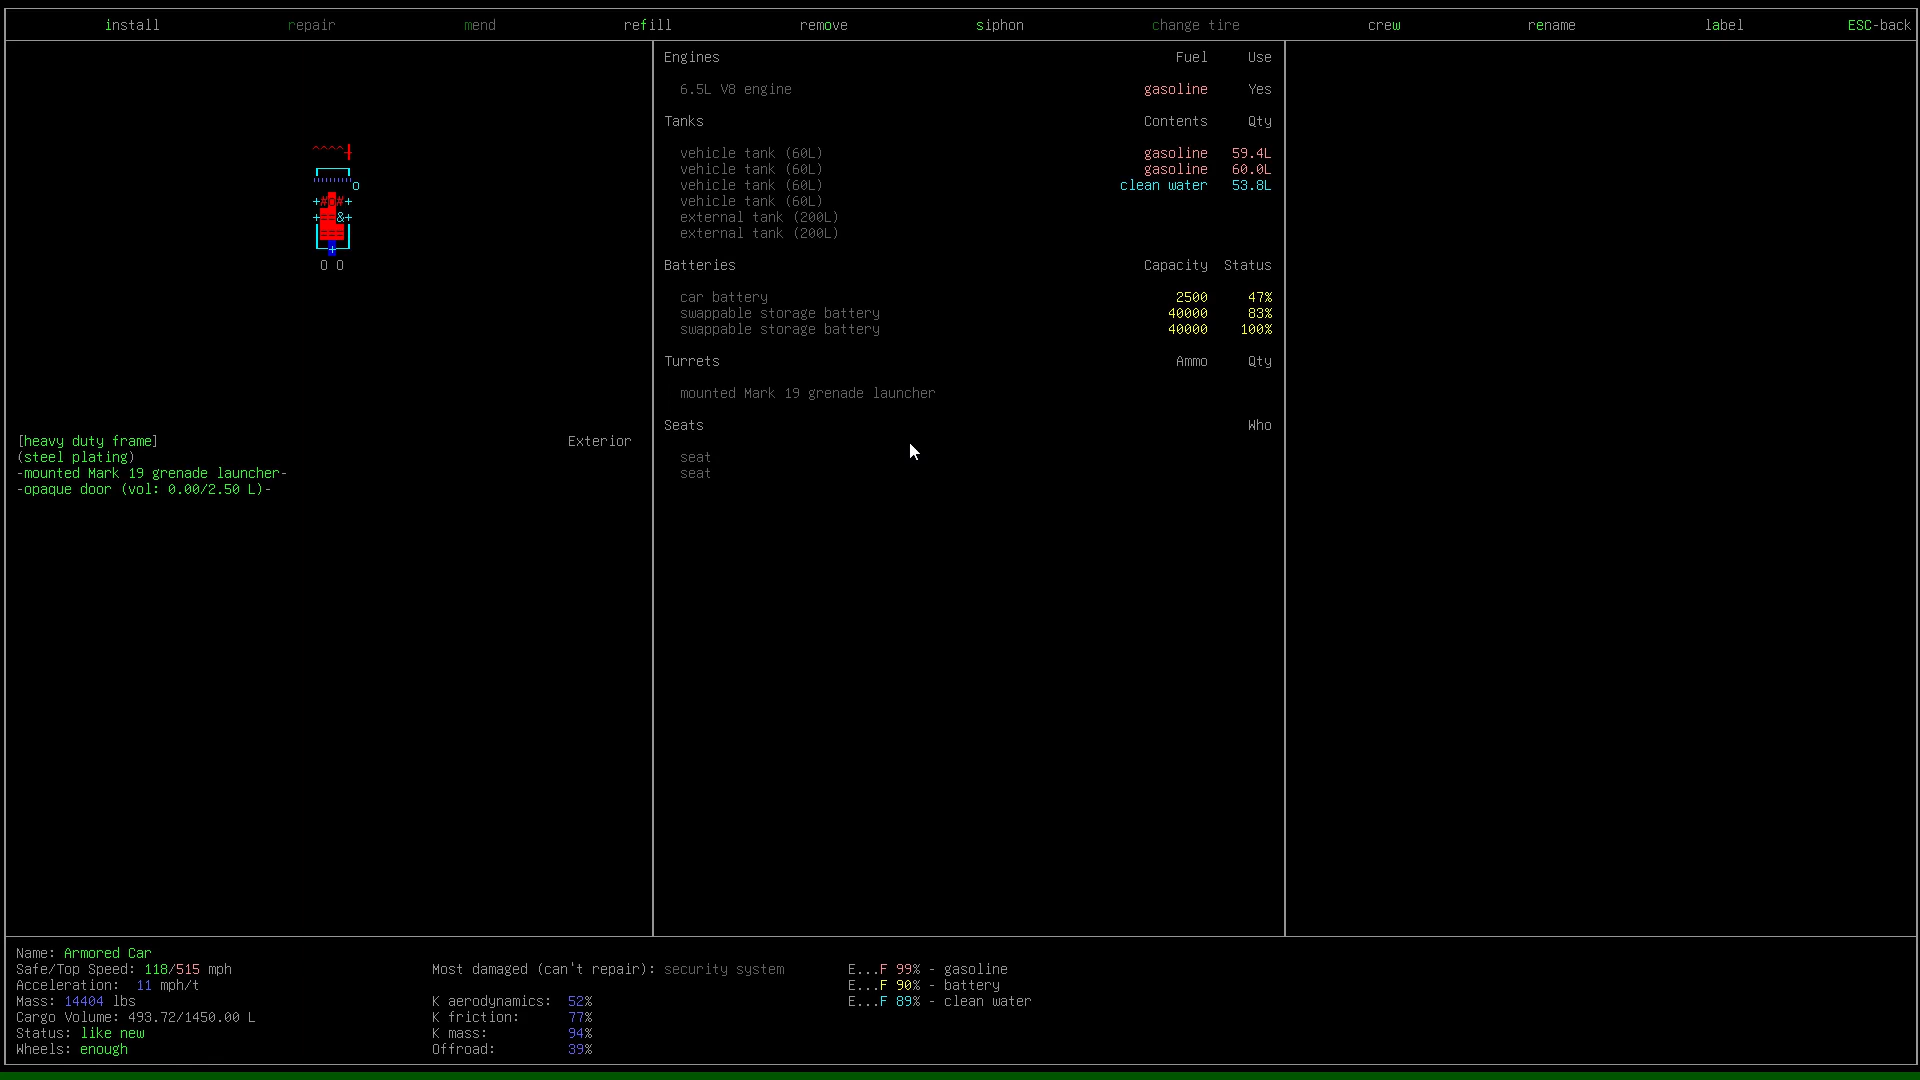 install repair mend refill remove siphon change tire crew rename label ESC-back
Engines Fuel Use
6.5L V8 engine gasoline Yes
Tanks Contents Qty
vehicle tank (60L) gasoline 59.4L
vehicle tank (60L) gasoline 60.0L
vehicle tank (60L) clean water 53.8L
vehicle tank (60L)
external tank (200L)
external tank (200L)
Batteries Capacity Status
car battery 2500 47%
swappable storage battery 40000 83%
swappable storage battery 40000 100%
Turrets Ammo Qty
mounted Mark 19 grenade launcher
Seats Who
seat
seat
[heavy duty frame] Exterior
(steel plating)
-mounted Mark 19 grenade launcher-
-opaque door (vol: 0.00/2.50 L)-
Name: Armored Car
Safe/Top Speed: 118/515 mph
Acceleration: 11 mph/t
Mass: 14404 lbs
Cargo Volume: 493.72/1450.00 L
Status: like new
Wheels: enough
Most damaged (can't repair): security system
K aerodynamics: 52%
K friction: 77%
K mass: 94%
Offroad: 39%
E...F 99% - gasoline
E...F 90% - battery
E...F 89% - clean water